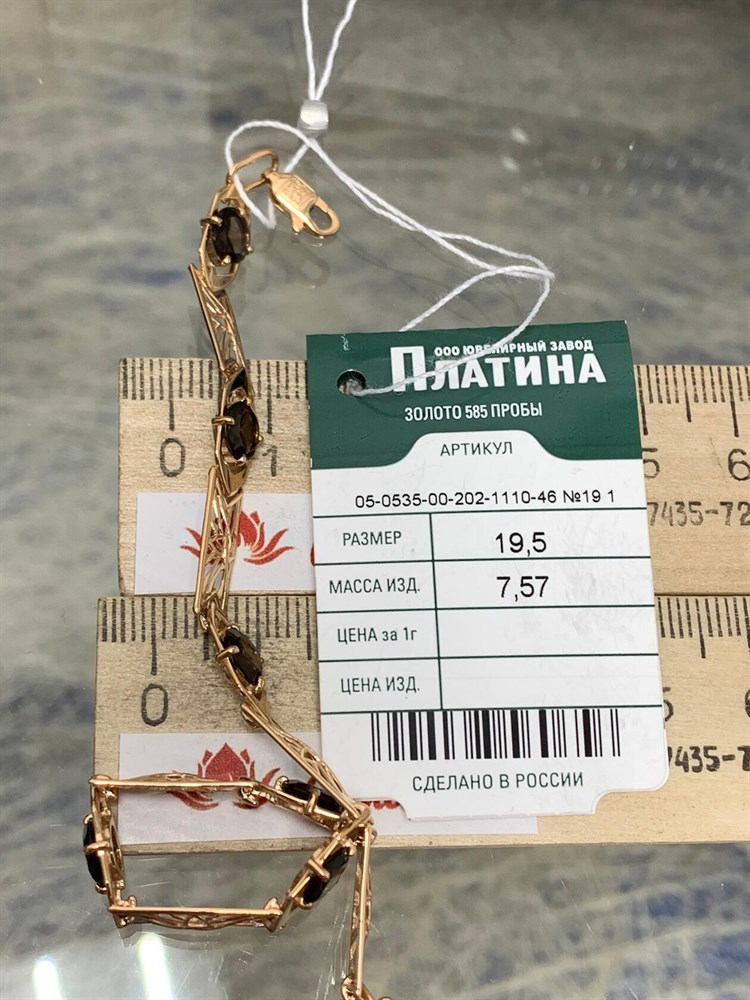 ООО ЮВЕЛИРНЫЙ ЗАВОД
ПЛАТИНА
ЗОЛОТО 585 ПРОБЫ
АРТИКУЛ
05-0535-00-202-1110-46 №19 1
РАЗМЕР 19,5
МАССА ИЗД. 7,57
ЦЕНА за 1г
ЦЕНА ИЗД.
СДЕЛАНО В РОССИИ
0 1 5 6
7435-72
0 5
7435-7